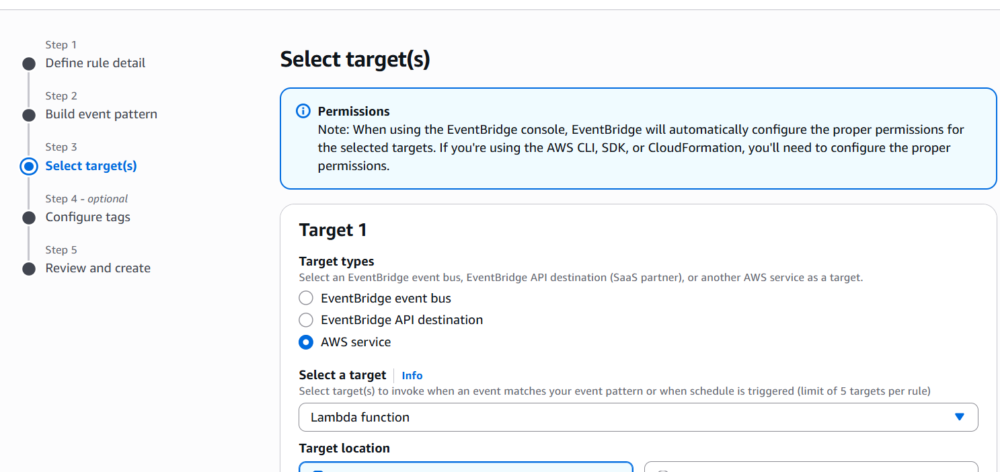 Step 1
Define rule detail
Step 2
Build event pattern
Step 3
Select target(s)
Step 4 - optional
Configure tags
Step 5
Review and create
Select target(s)
Permissions
Note: When using the EventBridge console, EventBridge will automatically configure the proper permissions for
the selected targets. If you're using the AWS CLI, SDK, or CloudFormation, you'll need to configure the proper
permissions.
Target 1
Target types
Select an EventBridge event bus, EventBridge API destination (SaaS partner), or another AWS service as a target.
EventBridge event bus
EventBridge API destination
AWS service
Select a target Info
Select target(s) to invoke when an event matches your event pattern or when schedule is triggered (limit of 5 targets per rule)
Lambda function
Target location